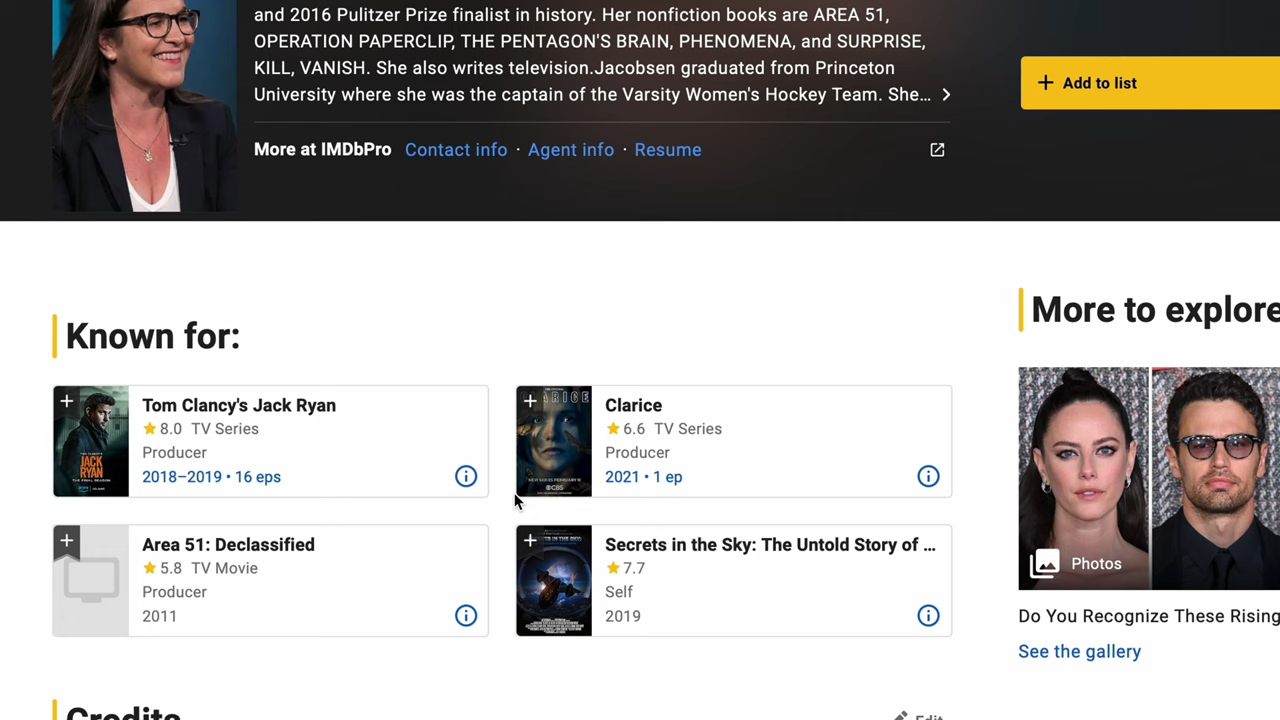 and 2016 Pulitzer Prize finalist in history. Her nonfiction books are AREA 51,
OPERATION PAPERCLIP, THE PENTAGON'S BRAIN, PHENOMENA, and SURPRISE,
KILL, VANISH. She also writes television.Jacobsen graduated from Princeton
University where she was the captain of the Varsity Women's Hockey Team. She…
Add to list
More at IMDbPro Contact info · Agent info · Resume
Known for:
More to explore
Tom Clancy's Jack Ryan
8.0 TV Series
Producer
2018–2019 • 16 eps
JACK
RYAN
Clarice
6.6 TV Series
Producer
2021 • 1 ep
CBS
Area 51: Declassified
5.8 TV Movie
Producer
2011
Secrets in the Sky: The Untold Story of …
7.7
Self
2019
Photos
Do You Recognize These Rising
See the gallery
Credits
Edit